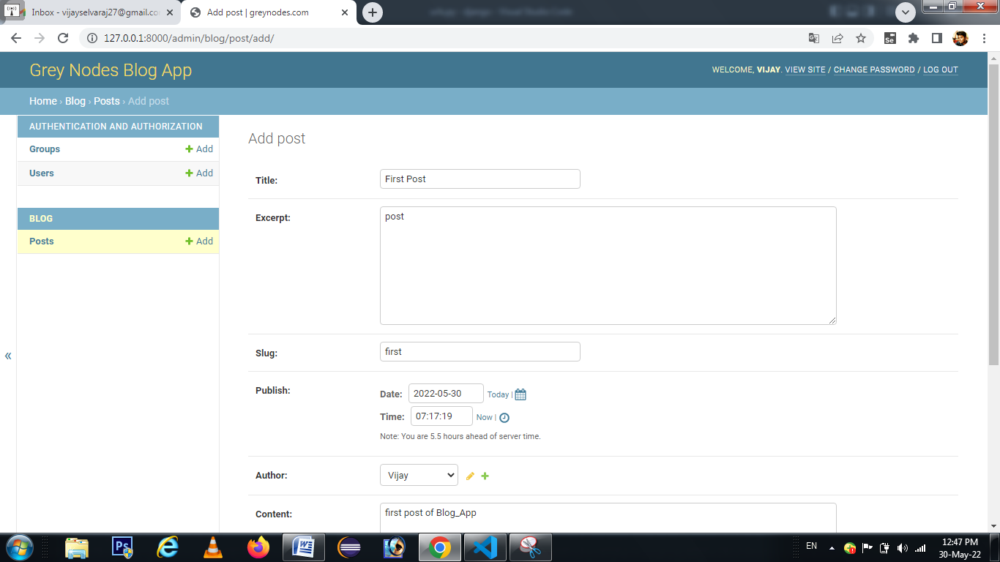 Inbox - vijayselvaraj27@gmail.co
Add post | greynodes.com
127.0.0.1:8000/admin/blog/post/add/
Se
Grey Nodes Blog App
WELCOME, VIJAY. VIEW SITE / CHANGE PASSWORD / LOG OUT
Home › Blog › Posts › Add post
AUTHENTICATION AND AUTHORIZATION
Groups + Add
Users + Add
BLOG
Posts + Add
«
Add post
Title: First Post
Excerpt: post
Slug: first
Publish:
Date: 2022-05-30 Today |
Time: 07:17:19 Now |
Note: You are 5.5 hours ahead of server time.
Author: Vijay
Content: first post of Blog_App
Ps
W
EN
12:47 PM
30-May-22